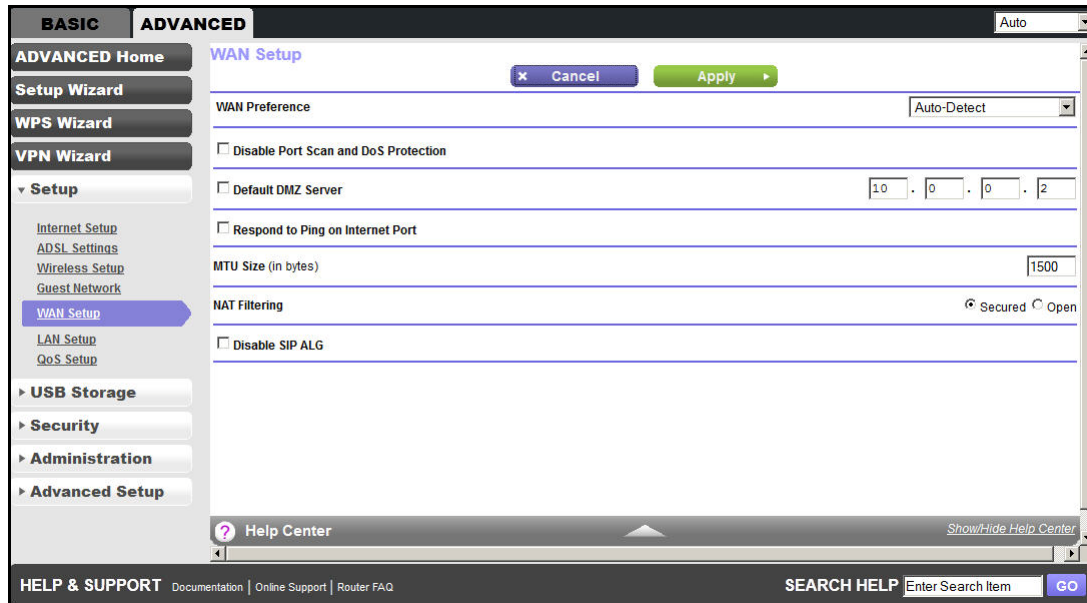 BASIC ADVANCED Auto
ADVANCED Home
Setup Wizard
WPS Wizard
VPN Wizard
Setup
Internet Setup
ADSL Settings
Wireless Setup
Guest Network
WAN Setup
LAN Setup
QoS Setup
USB Storage
Security
Administration
Advanced Setup
WAN Setup
Cancel Apply
WAN Preference Auto-Detect
Disable Port Scan and DoS Protection
Default DMZ Server 10 . 0 . 0 . 2
Respond to Ping on Internet Port
MTU Size (in bytes) 1500
NAT Filtering Secured Open
Disable SIP ALG
? Help Center Show/Hide Help Center
HELP & SUPPORT Documentation | Online Support | Router FAQ SEARCH HELP Enter Search Item GO